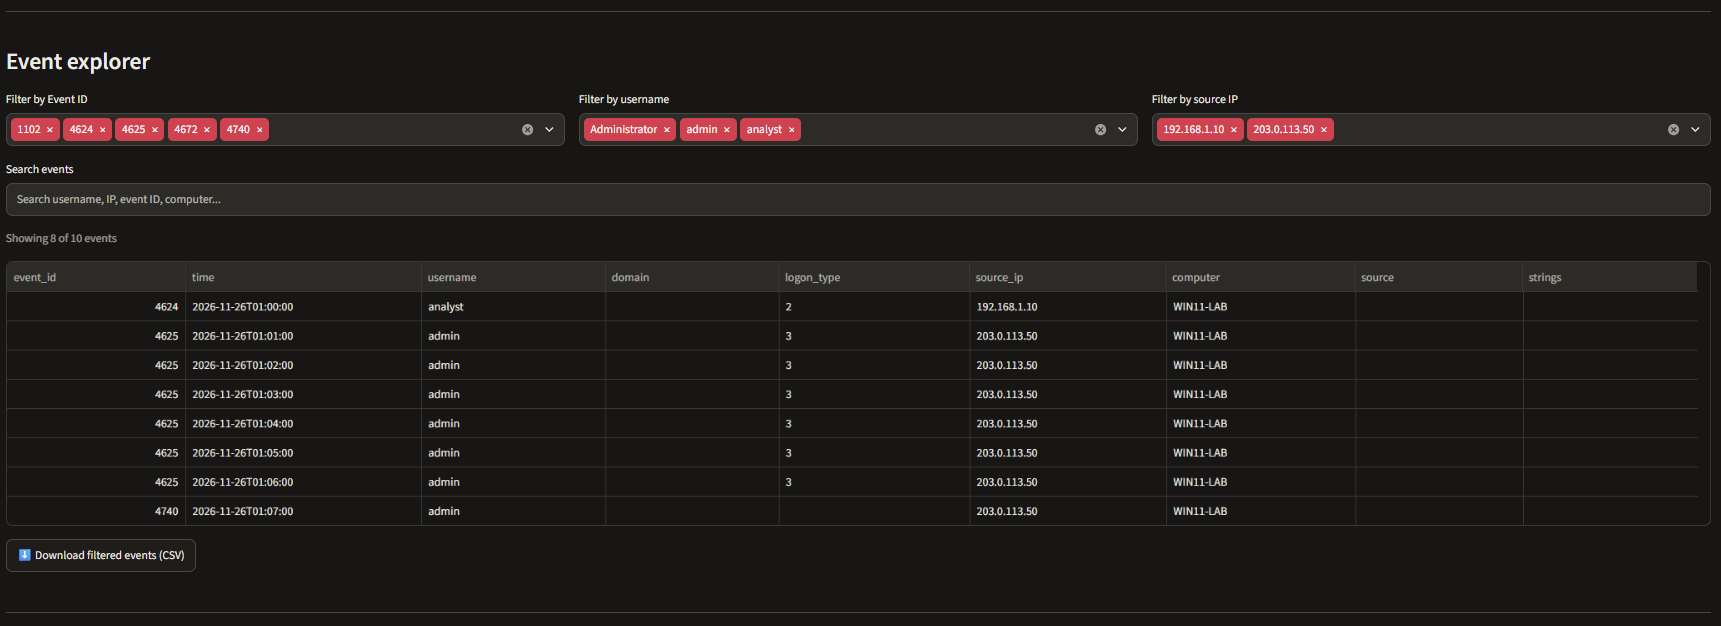 Event explorer
Filter by Event ID Filter by username Filter by source IP
1102 × 4624 × 4625 × 4672 × 4740 × Administrator × admin × analyst × 192.168.1.10 × 203.0.113.50 ×
Search events
Search username, IP, event ID, computer...
Showing 8 of 10 events
event_id time username domain logon_type source_ip computer source strings
4624 2026-11-26T01:00:00 analyst 2 192.168.1.10 WIN11-LAB
4625 2026-11-26T01:01:00 admin 3 203.0.113.50 WIN11-LAB
4625 2026-11-26T01:02:00 admin 3 203.0.113.50 WIN11-LAB
4625 2026-11-26T01:03:00 admin 3 203.0.113.50 WIN11-LAB
4625 2026-11-26T01:04:00 admin 3 203.0.113.50 WIN11-LAB
4625 2026-11-26T01:05:00 admin 3 203.0.113.50 WIN11-LAB
4625 2026-11-26T01:06:00 admin 3 203.0.113.50 WIN11-LAB
4740 2026-11-26T01:07:00 admin 203.0.113.50 WIN11-LAB
Download filtered events (CSV)